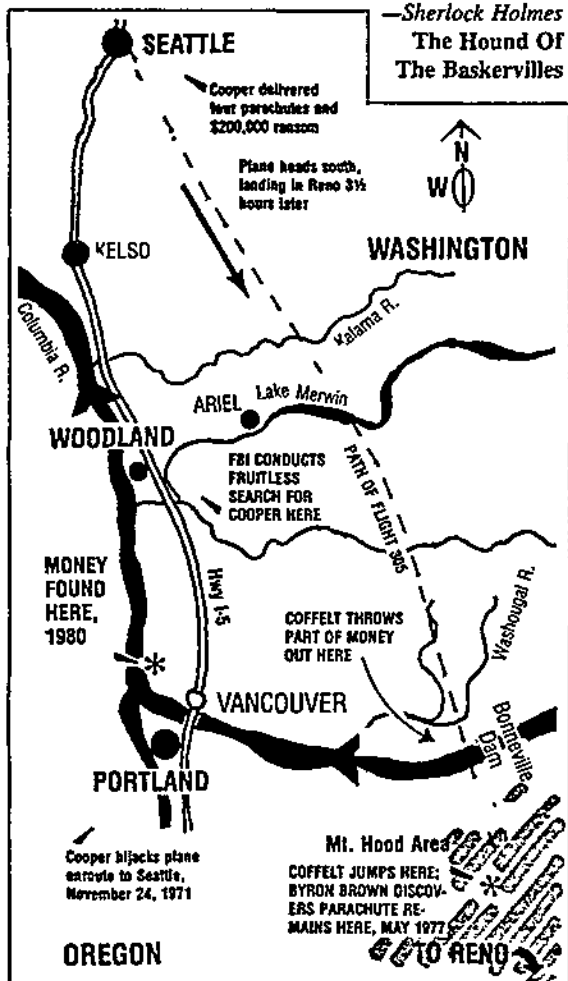 —Sherlock Holmes
The Hound Of
The Baskervilles
SEATTLE
Cooper delivered
four parachutes and
$200,000 ransom
Plane heads south,
landing in Reno 3½
hours later
N
W
KELSO
WASHINGTON
Columbia R.
Kalama R.
ARIEL
Lake Merwin
WOODLAND
FBI CONDUCTS
FRUITLESS
SEARCH FOR
COOPER HERE
PATH OF FLIGHT 305
MONEY
FOUND
HERE,
1980
Hwy I-5
COFFELT THROWS
PART OF MONEY
OUT HERE
Washougal R.
VANCOUVER
Bonneville
Dam
PORTLAND
Cooper hijacks plane
enroute to Seattle,
November 24, 1971
Mt. Hood Area
COFFELT JUMPS HERE;
BYRON BROWN DISCOV-
ERS PARACHUTE RE-
MAINS HERE, MAY 1977
OREGON
TO RENO